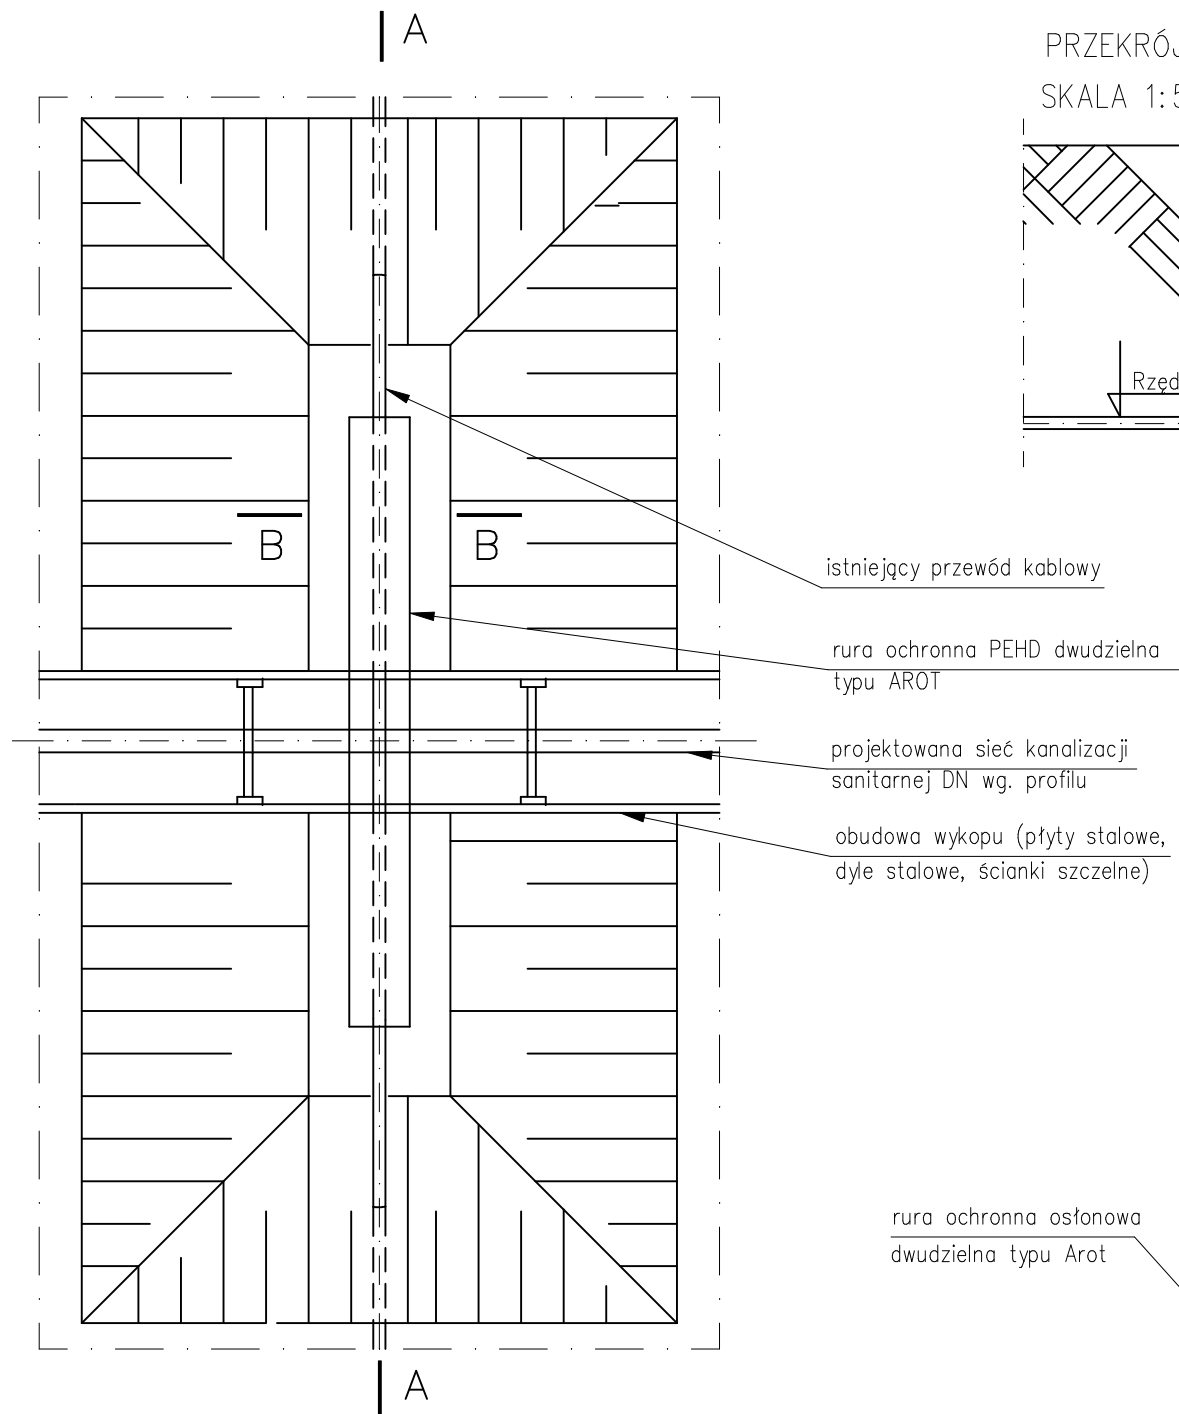 A
PRZEKRÓJ
SKALA 1:5
Rzęd
B B
istniejący przewód kablowy
rura ochronna PEHD dwudzielna
typu AROT
projektowana sieć kanalizacji
sanitarnej DN wg. profilu
obudowa wykopu (płyty stalowe,
dyle stalowe, ścianki szczelne)
rura ochronna osłonowa
dwudzielna typu Arot
A